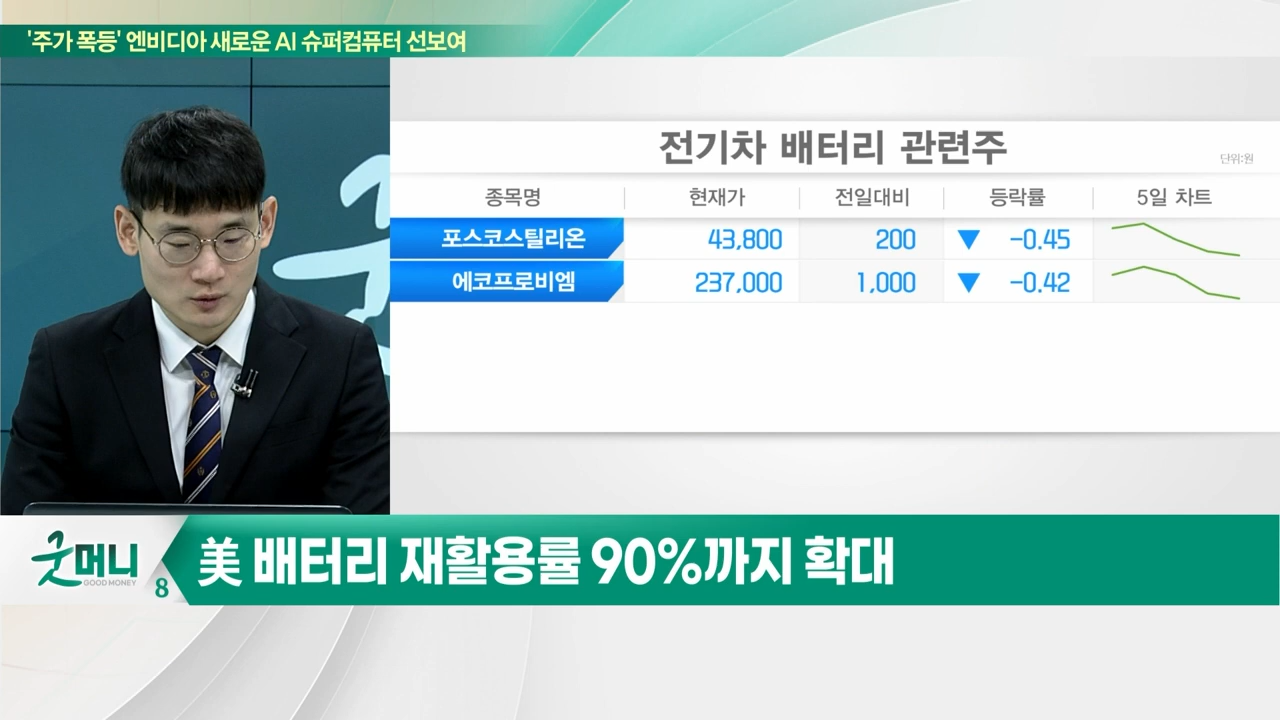 '주가 폭등' 엔비디아 새로운 AI 슈퍼컴퓨터 선보여
전기차 배터리 관련주
단위:원
종목명 현재가 전일대비 등락률 5일 차트
포스코스틸리온 43,800 200 ▼ -0.45
에코프로비엠 237,000 1,000 ▼ -0.42
굿머니
GOOD MONEY
8
美 배터리 재활용률 90%까지 확대